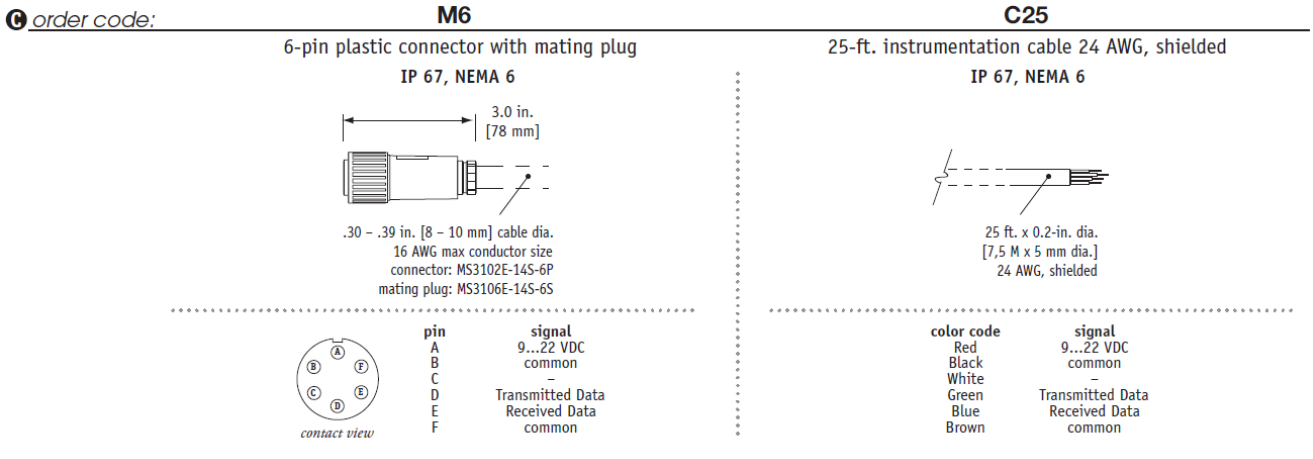 C order code:
M6
6-pin plastic connector with mating plug
IP 67, NEMA 6
3.0 in.
[78 mm]
.30 – .39 in. [8 – 10 mm] cable dia.
16 AWG max conductor size
connector: MS3102E-14S-6P
mating plug: MS3106E-14S-6S
A
B
F
C
E
D
contact view
pin signal
A 9...22 VDC
B common
C –
D Transmitted Data
E Received Data
F common
C25
25-ft. instrumentation cable 24 AWG, shielded
IP 67, NEMA 6
25 ft. x 0.2-in. dia.
[7,5 M x 5 mm dia.]
24 AWG, shielded
color code signal
Red 9...22 VDC
Black common
White –
Green Transmitted Data
Blue Received Data
Brown common